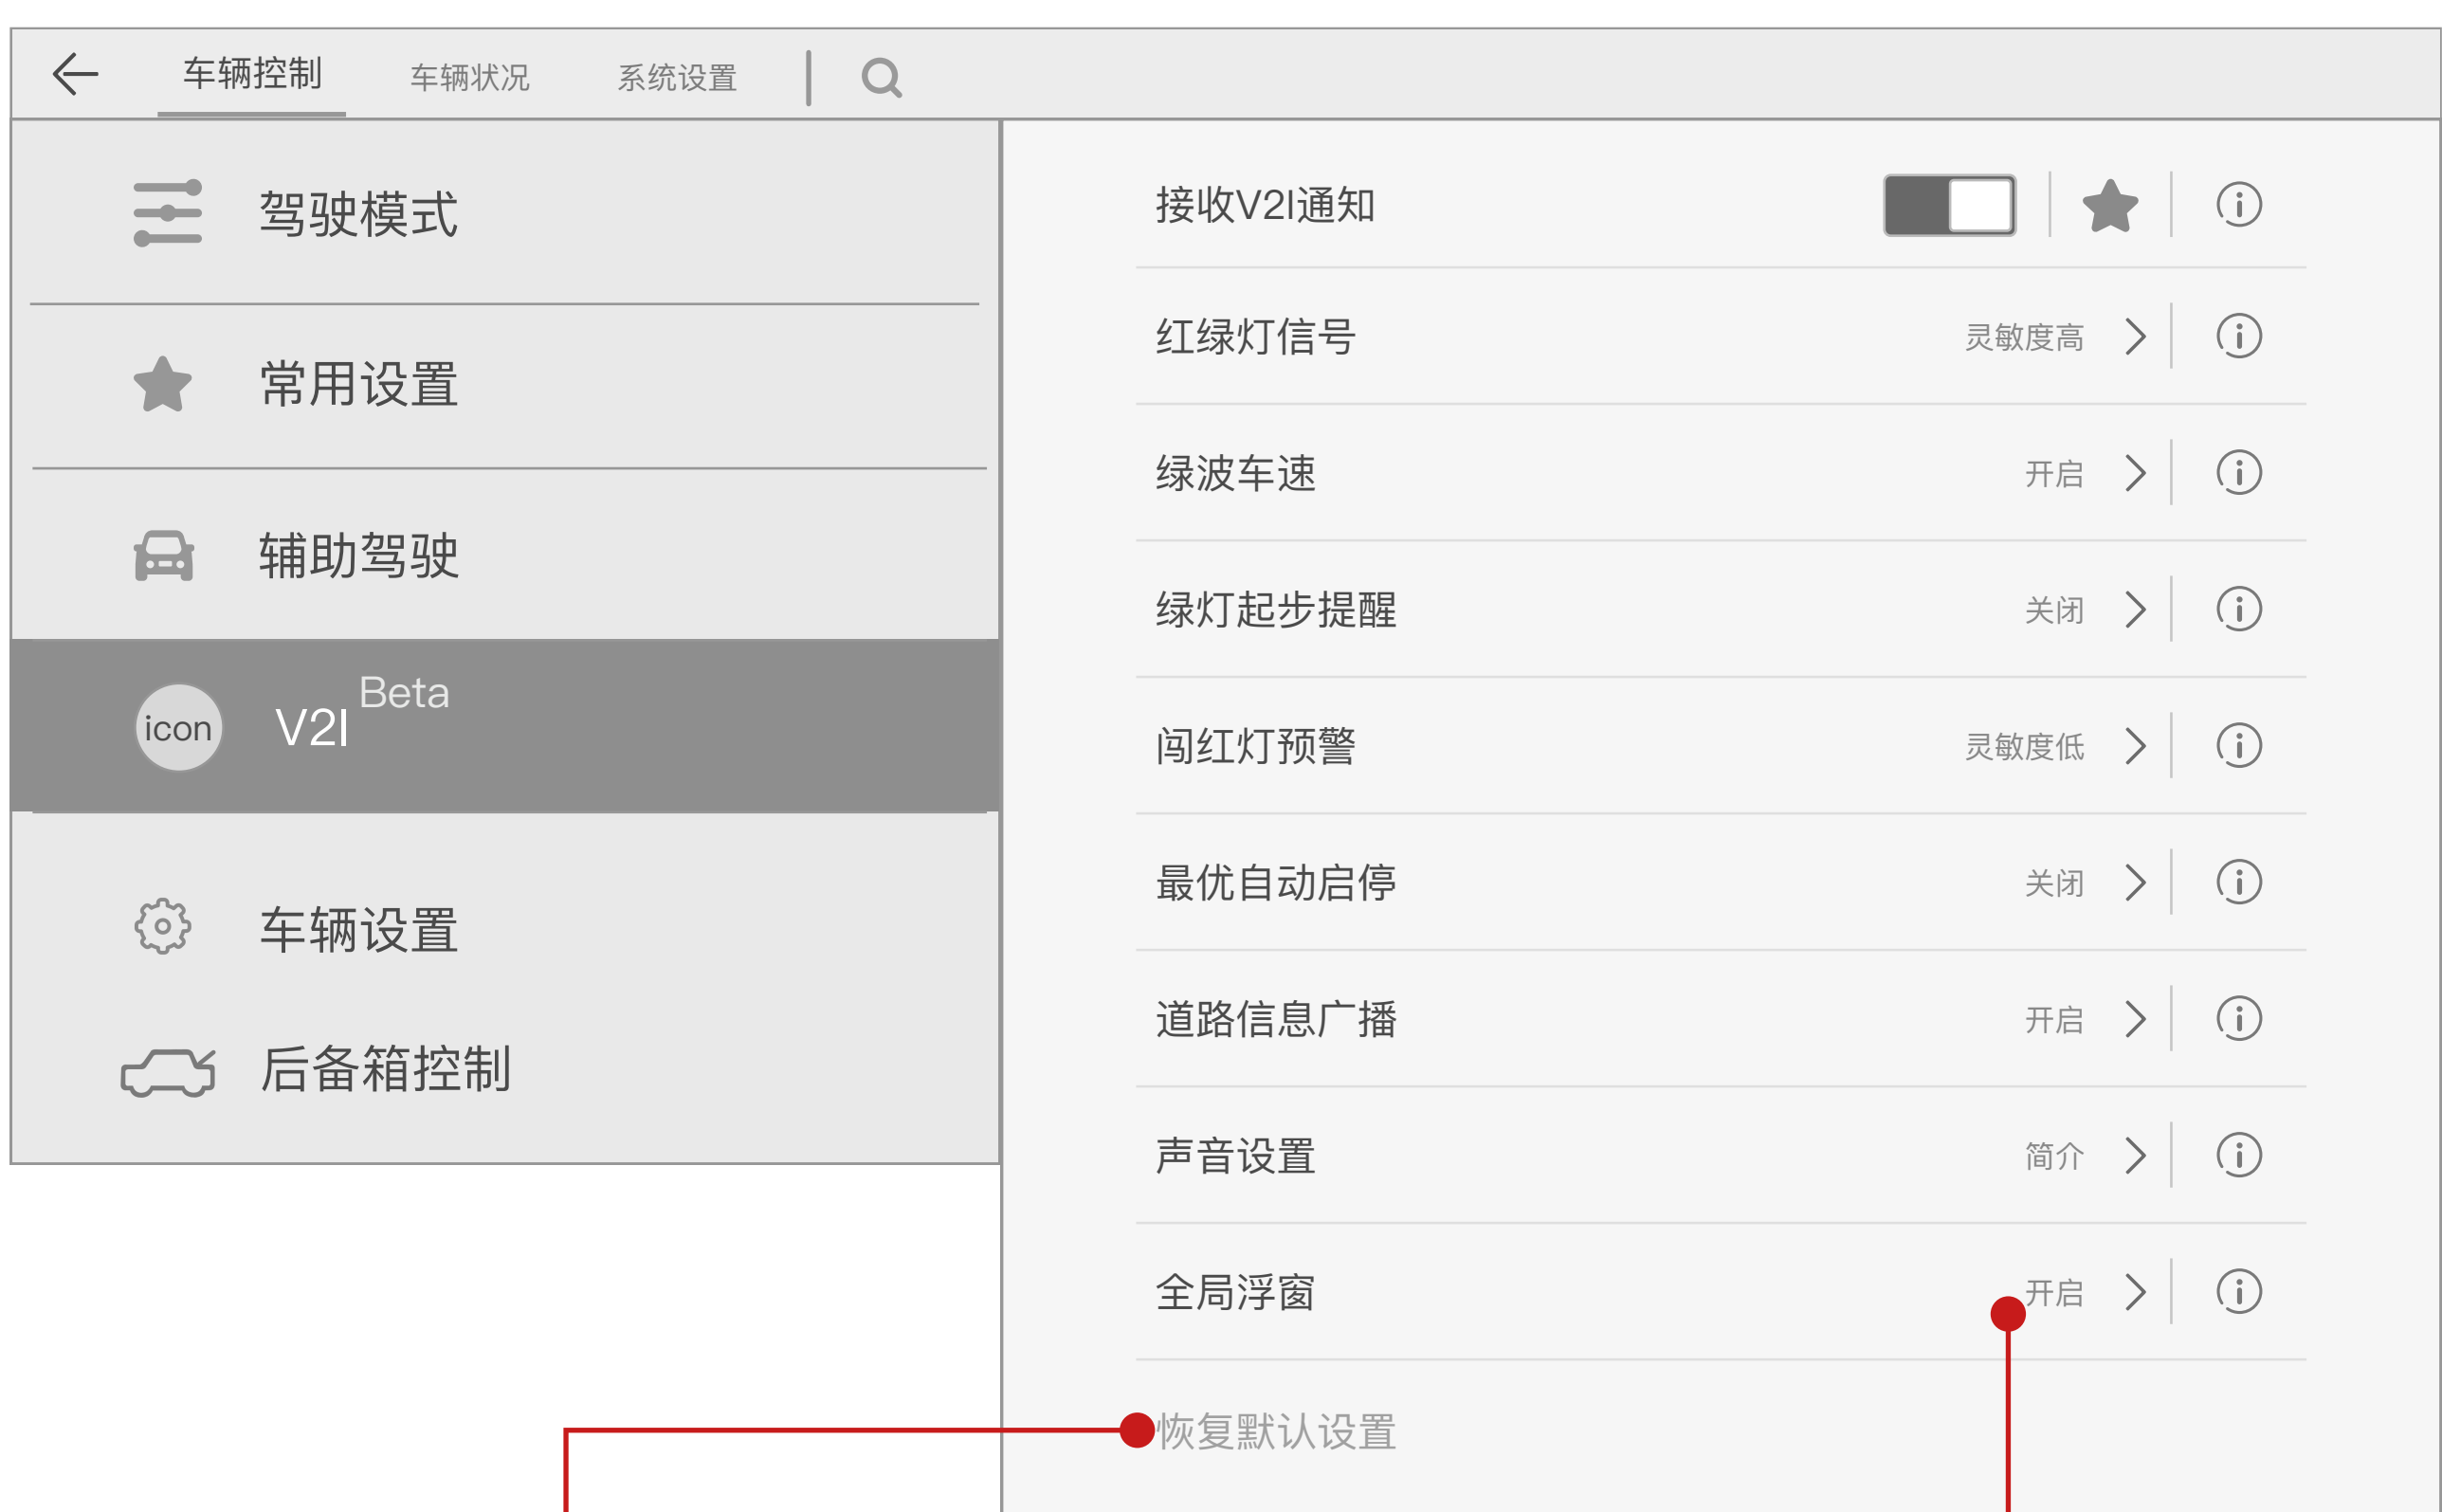 车辆控制 车辆状况 系统设置
驾驶模式
常用设置
辅助驾驶
icon V2I Beta
车辆设置
后备箱控制
接收V2I通知
红绿灯信号 灵敏度高
绿波车速 开启
绿灯起步提醒 关闭
闯红灯预警 灵敏度低
最优自动启停 关闭
道路信息广播 开启
声音设置 简介
全局浮窗 开启
恢复默认设置